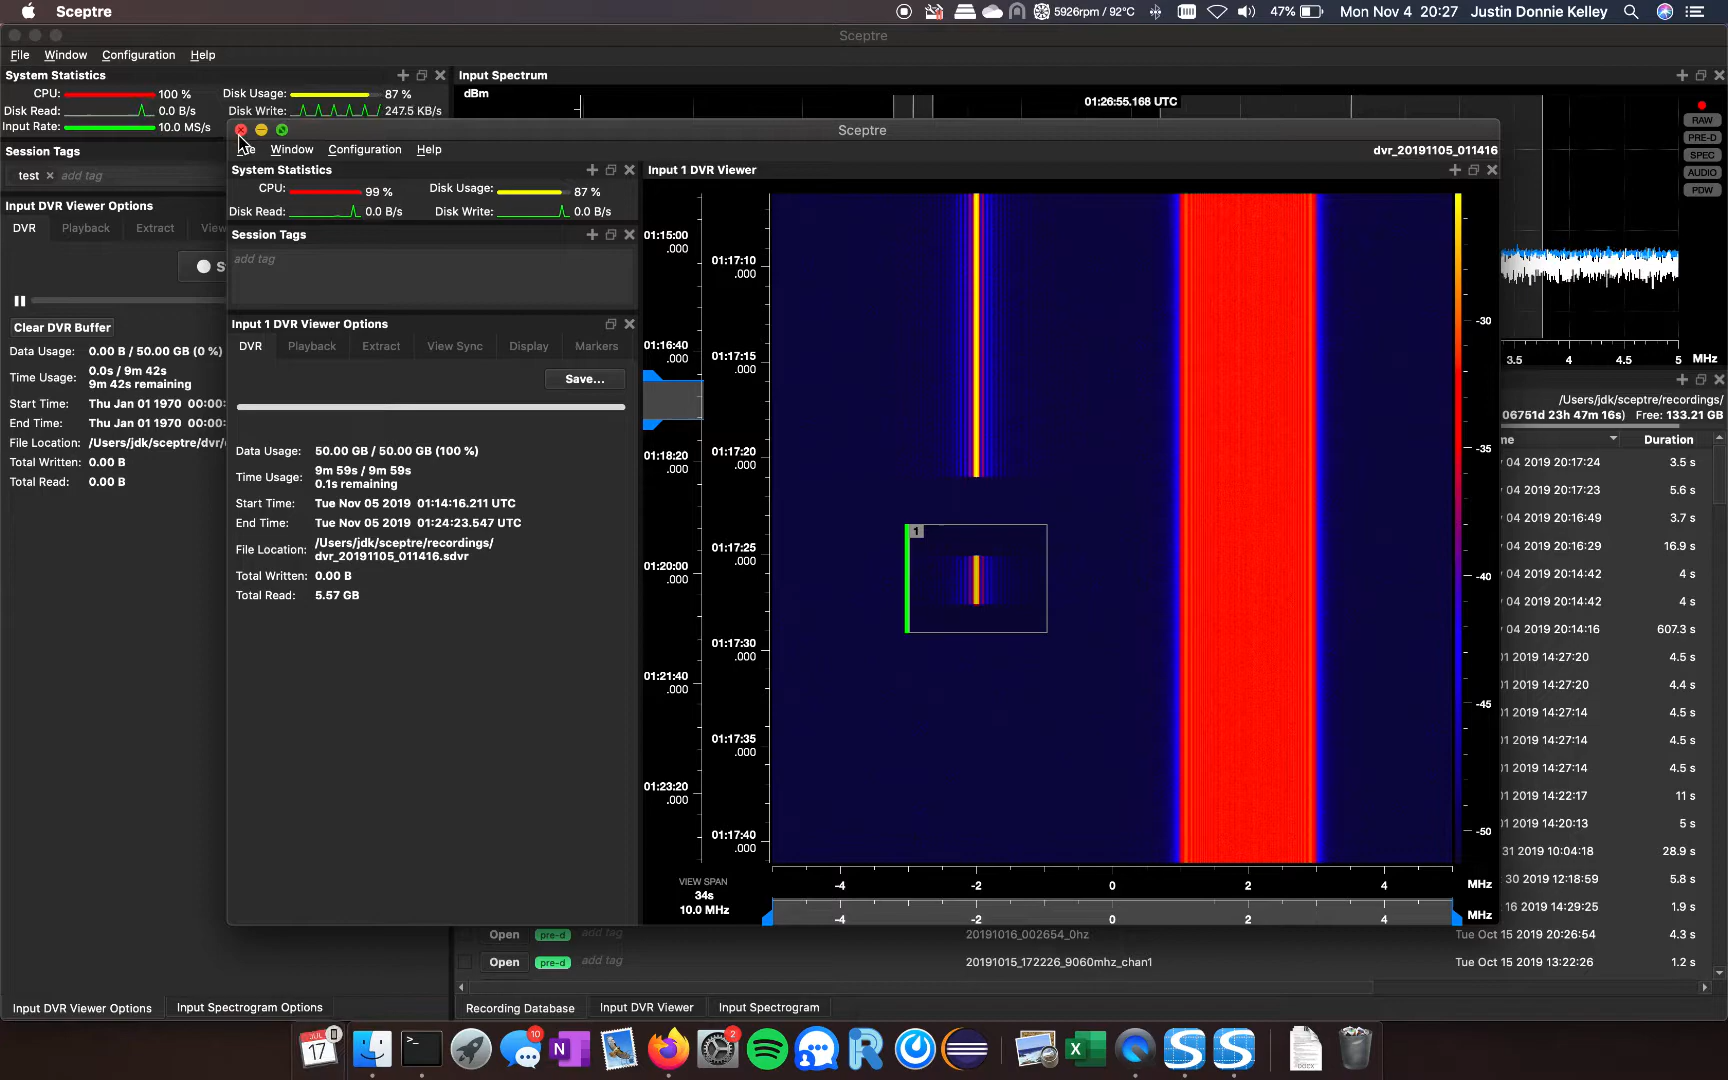 Sceptre
5926rpm / 92°C
47%
Mon Nov 4 20:27
Justin Donnie Kelley
Sceptre
File Window Configuration Help
System Statistics
CPU: 100 %
Disk Usage: 87 %
Disk Read: 0.0 B/s
Disk Write: 247.5 KB/s
Input Rate: 10.0 MS/s
Session Tags
test × add tag
Input DVR Viewer Options
DVR Playback Extract View
Clear DVR Buffer
Data Usage: 0.00 B / 50.00 GB (0 %)
Time Usage: 0.0s / 9m 42s
9m 42s remaining
Start Time: Thu Jan 01 1970 00:00:
End Time: Thu Jan 01 1970 00:00:
File Location: /Users/jdk/sceptre/dvr/
Total Written: 0.00 B
Total Read: 0.00 B
Input DVR Viewer Options Input Spectrogram Options
Input Spectrum
dBm
01:26:55.168 UTC
RAW
PRE-D
SPEC
AUDIO
PDW
3.5 4 4.5 5 MHz
/Users/jdk/sceptre/recordings/
06751d 23h 47m 16s) Free: 133.21 GB
me Duration
04 2019 20:17:24 3.5 s
04 2019 20:17:23 5.6 s
04 2019 20:16:49 3.7 s
04 2019 20:16:29 16.9 s
04 2019 20:14:42 4 s
04 2019 20:14:42 4 s
04 2019 20:14:16 607.3 s
01 2019 14:27:20 4.5 s
01 2019 14:27:20 4.4 s
01 2019 14:27:14 4.5 s
01 2019 14:27:14 4.5 s
01 2019 14:27:14 4.5 s
01 2019 14:22:17 11 s
01 2019 14:20:13 5 s
31 2019 10:04:18 28.9 s
30 2019 12:18:59 5.8 s
16 2019 14:29:25 1.9 s
Open pre-d add tag 20191016_002654_0hz Tue Oct 15 2019 20:26:54 4.3 s
Open pre-d add tag 20191015_172226_9060mhz_chan1 Tue Oct 15 2019 13:22:26 1.2 s
Recording Database Input DVR Viewer Input Spectrogram
Sceptre
Window Configuration Help
dvr_20191105_011416
System Statistics
CPU: 99 %
Disk Usage: 87 %
Disk Read: 0.0 B/s
Disk Write: 0.0 B/s
Session Tags
add tag
Input 1 DVR Viewer Options
DVR Playback Extract View Sync Display Markers
Save...
Data Usage: 50.00 GB / 50.00 GB (100 %)
Time Usage: 9m 59s / 9m 59s
0.1s remaining
Start Time: Tue Nov 05 2019 01:14:16.211 UTC
End Time: Tue Nov 05 2019 01:24:23.547 UTC
File Location: /Users/jdk/sceptre/recordings/
dvr_20191105_011416.sdvr
Total Written: 0.00 B
Total Read: 5.57 GB
Input 1 DVR Viewer
01:15:00
.000
01:16:40
.000
01:18:20
.000
01:20:00
.000
01:21:40
.000
01:23:20
.000
01:17:10
.000
01:17:15
.000
01:17:20
.000
01:17:25
.000
01:17:30
.000
01:17:35
.000
01:17:40
.000
1
-30
-35
-40
-45
-50
VIEW SPAN
34s
10.0 MHz
-4 -2 0 2 4 MHz
-4 -2 0 2 4 MHz
JUL
17
10
N
2
R
X
S
S
DOCX